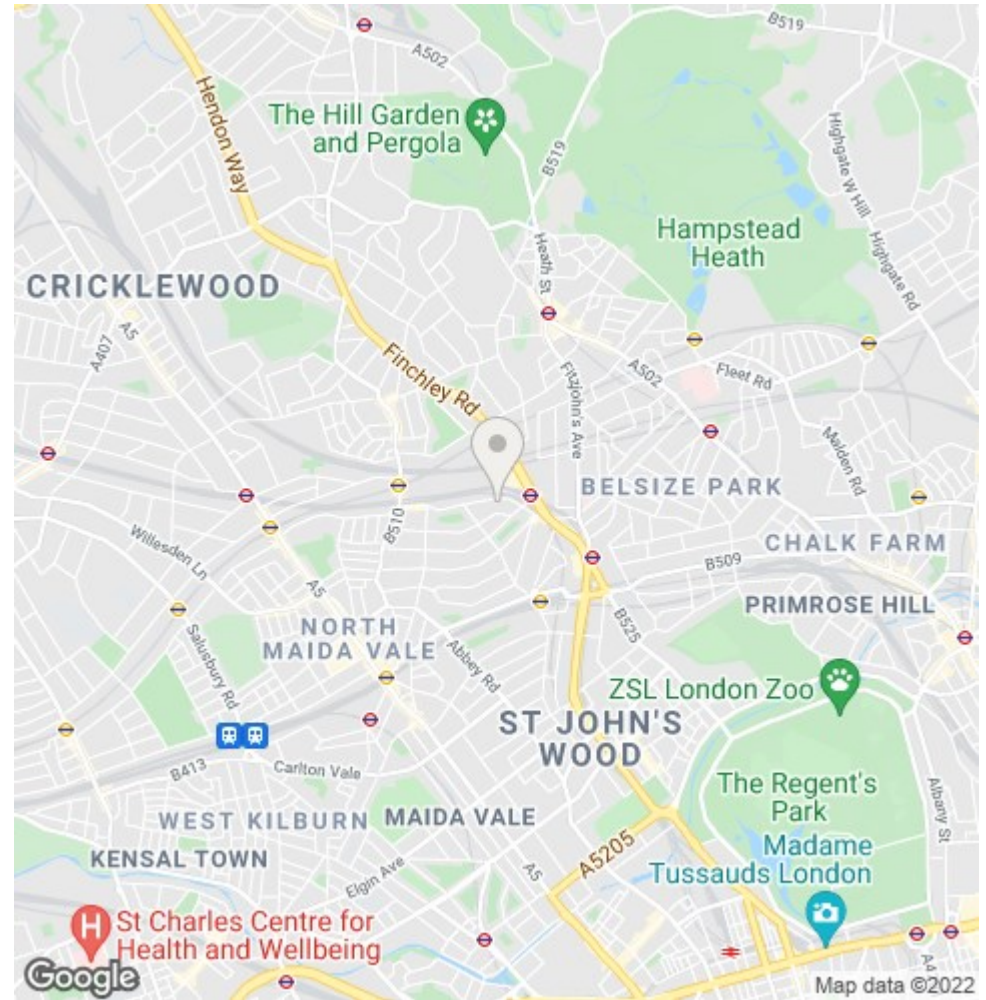 B519
A502
Hendon Way
The Hill Garden
and Pergola
B519
Highgate W Hill
Hampstead
Heath
Heath St
Highgate Rd
CRICKLEWOOD
A5
A407
Finchley Rd
A502
Fleet Rd
Fitzjohn's Ave
Malden Rd
BELSIZE PARK
B510
Willesden Ln
CHALK FARM
B509
A5
PRIMROSE HILL
B525
NORTH
MAIDA VALE
Salusbury Rd
Abbey Rd
ZSL London Zoo
ST JOHN'S
WOOD
B413
Carlton Vale
The Regent's
Park
Albany St
WEST KILBURN
MAIDA VALE
A5205
Madame
Tussauds London
KENSAL TOWN
Elgin Ave
A5
St Charles Centre for
Health and Wellbeing
A4
Google
Map data ©2022